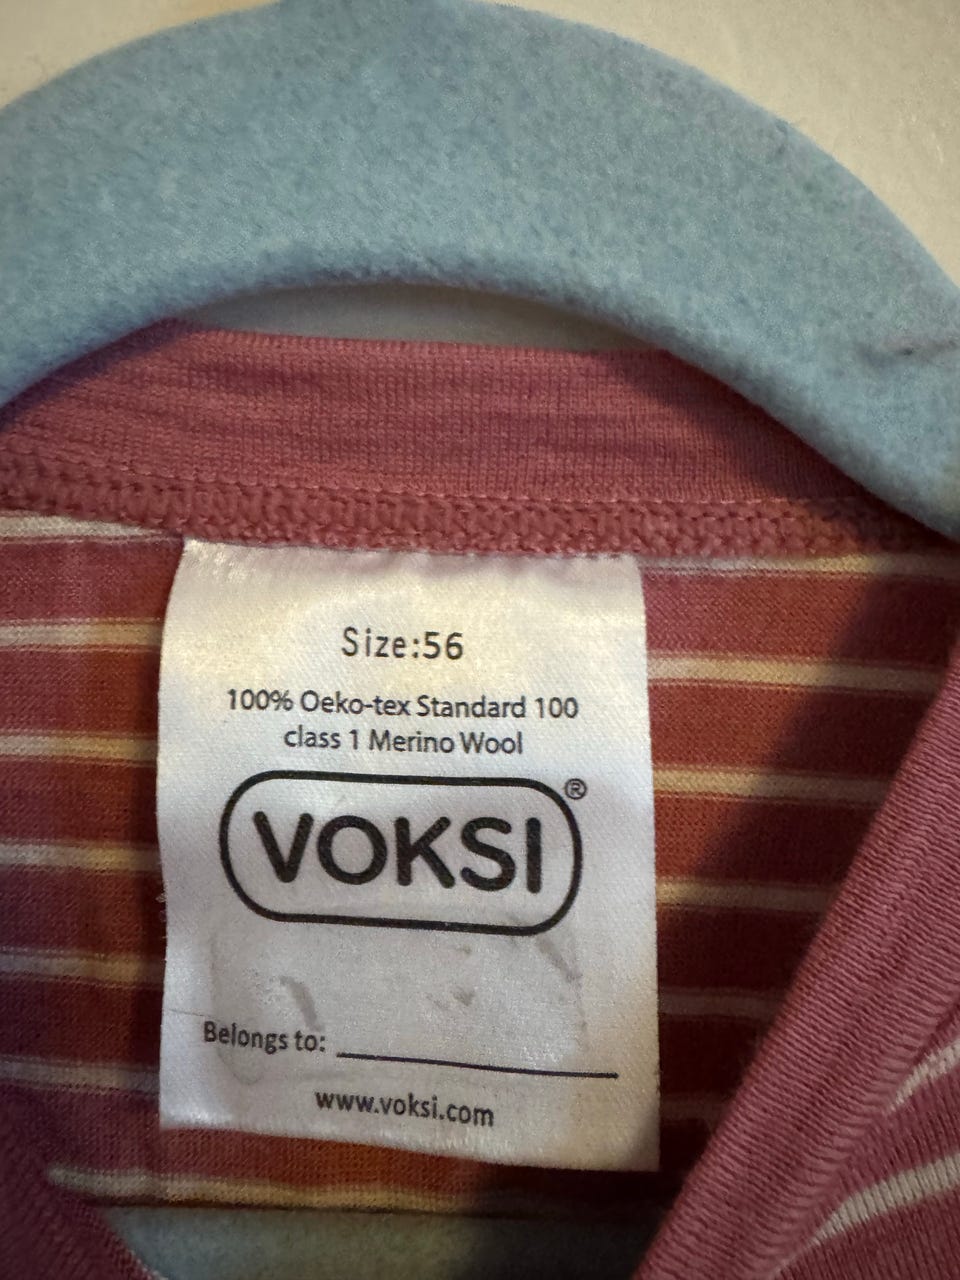 Size:56
100% Oeko-tex Standard 100
class 1 Merino Wool
VOKSI®
Belongs to:
www.voksi.com